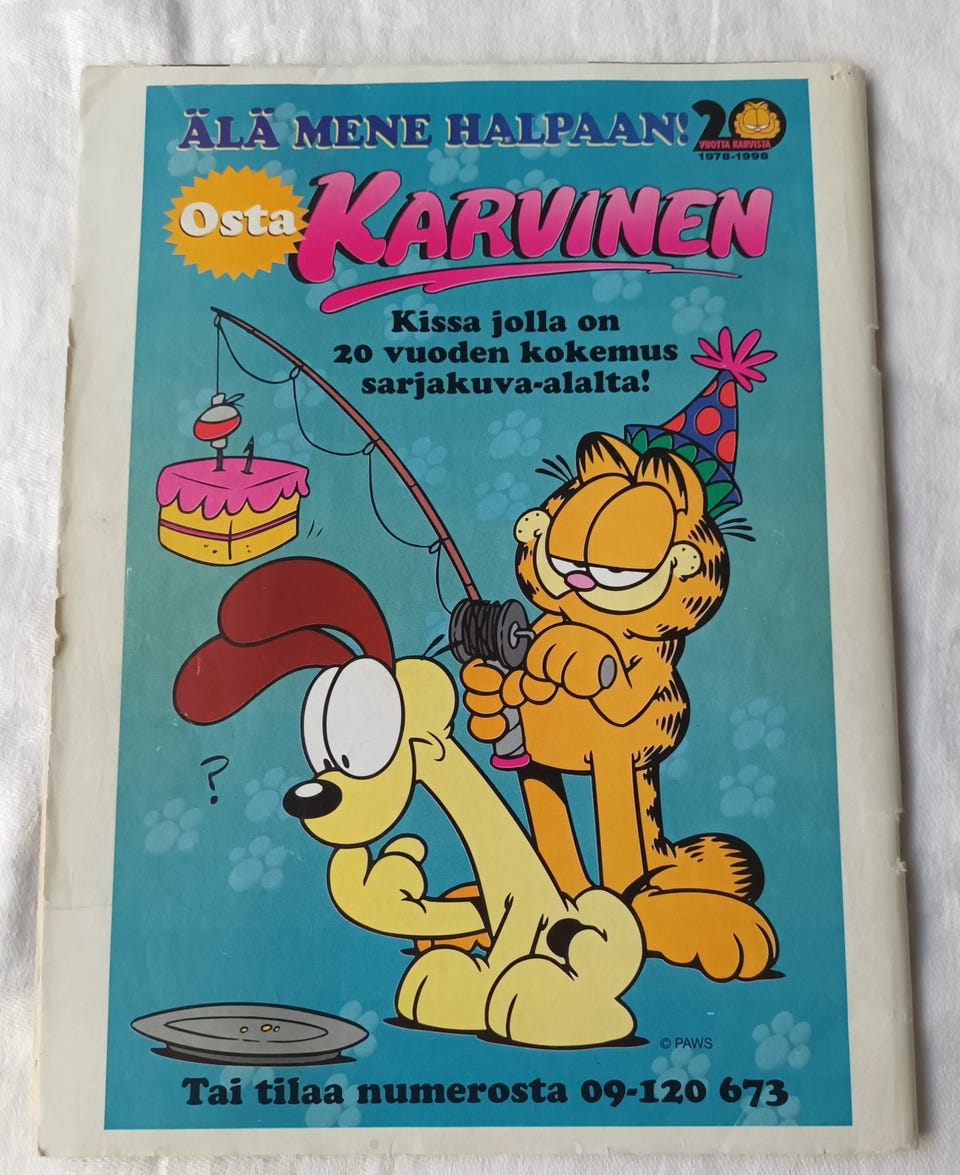 ÄLÄ MENE HALPAAN!
20
VUOTTA KARVISTA
1978-1998
Osta KARVINEN
Kissa jolla on
20 vuoden kokemus
sarjakuva-alalta!
?
© PAWS
Tai tilaa numerosta 09-120 673